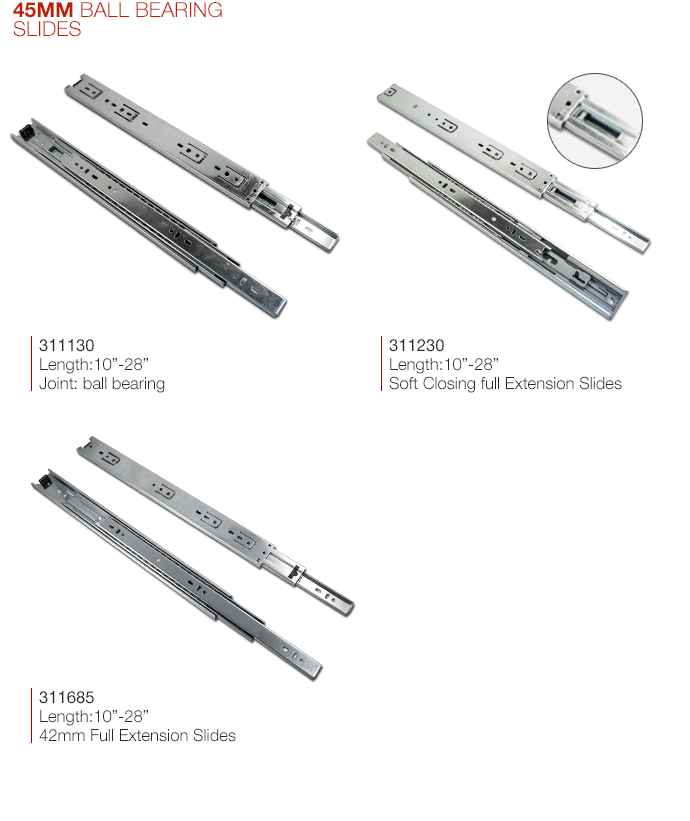 45MM BALL BEARING
SLIDES
311130
Length:10”-28”
Joint: ball bearing
311230
Length:10”-28”
Soft Closing full Extension Slides
311685
Length:10”-28”
42mm Full Extension Slides